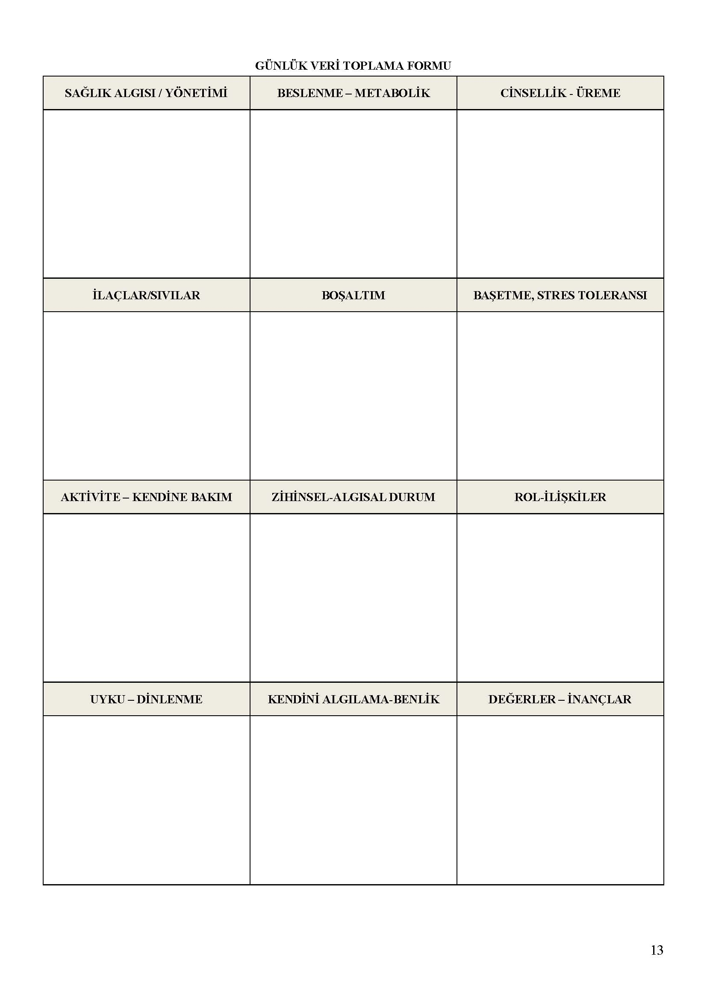 GÜNLÜK VERİ TOPLAMA FORMU
SAĞLIK ALGISI / YÖNETİMİ
BESLENME – METABOLİK
CİNSELLİK - ÜREME
İLAÇLAR/SIVILAR
BOŞALTIM
BAŞETME, STRES TOLERANSI
AKTİVİTE – KENDİNE BAKIM
ZİHİNSEL-ALGISAL DURUM
ROL-İLİŞKİLER
UYKU – DİNLENME
KENDİNİ ALGILAMA-BENLİK
DEĞERLER – İNANÇLAR
13